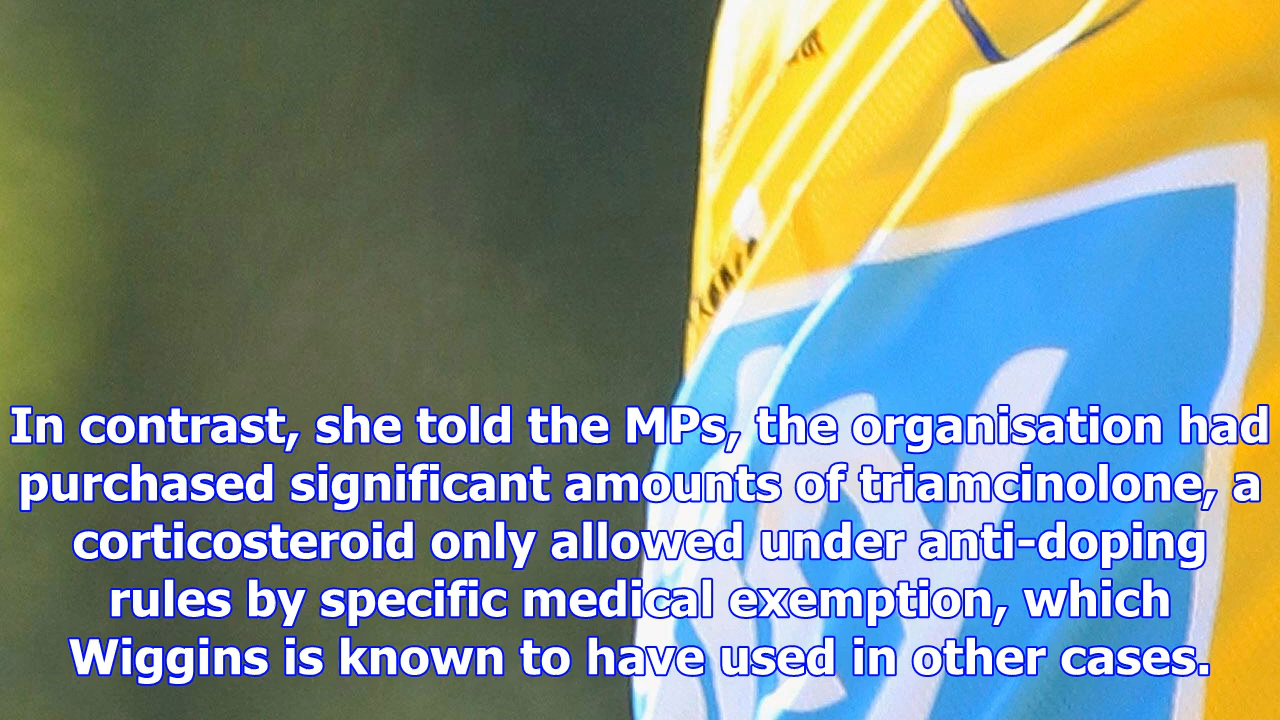 In contrast, she told the MPs, the organisation had
purchased significant amounts of triamcinolone, a
corticosteroid only allowed under anti-doping
rules by specific medical exemption, which
Wiggins is known to have used in other cases.